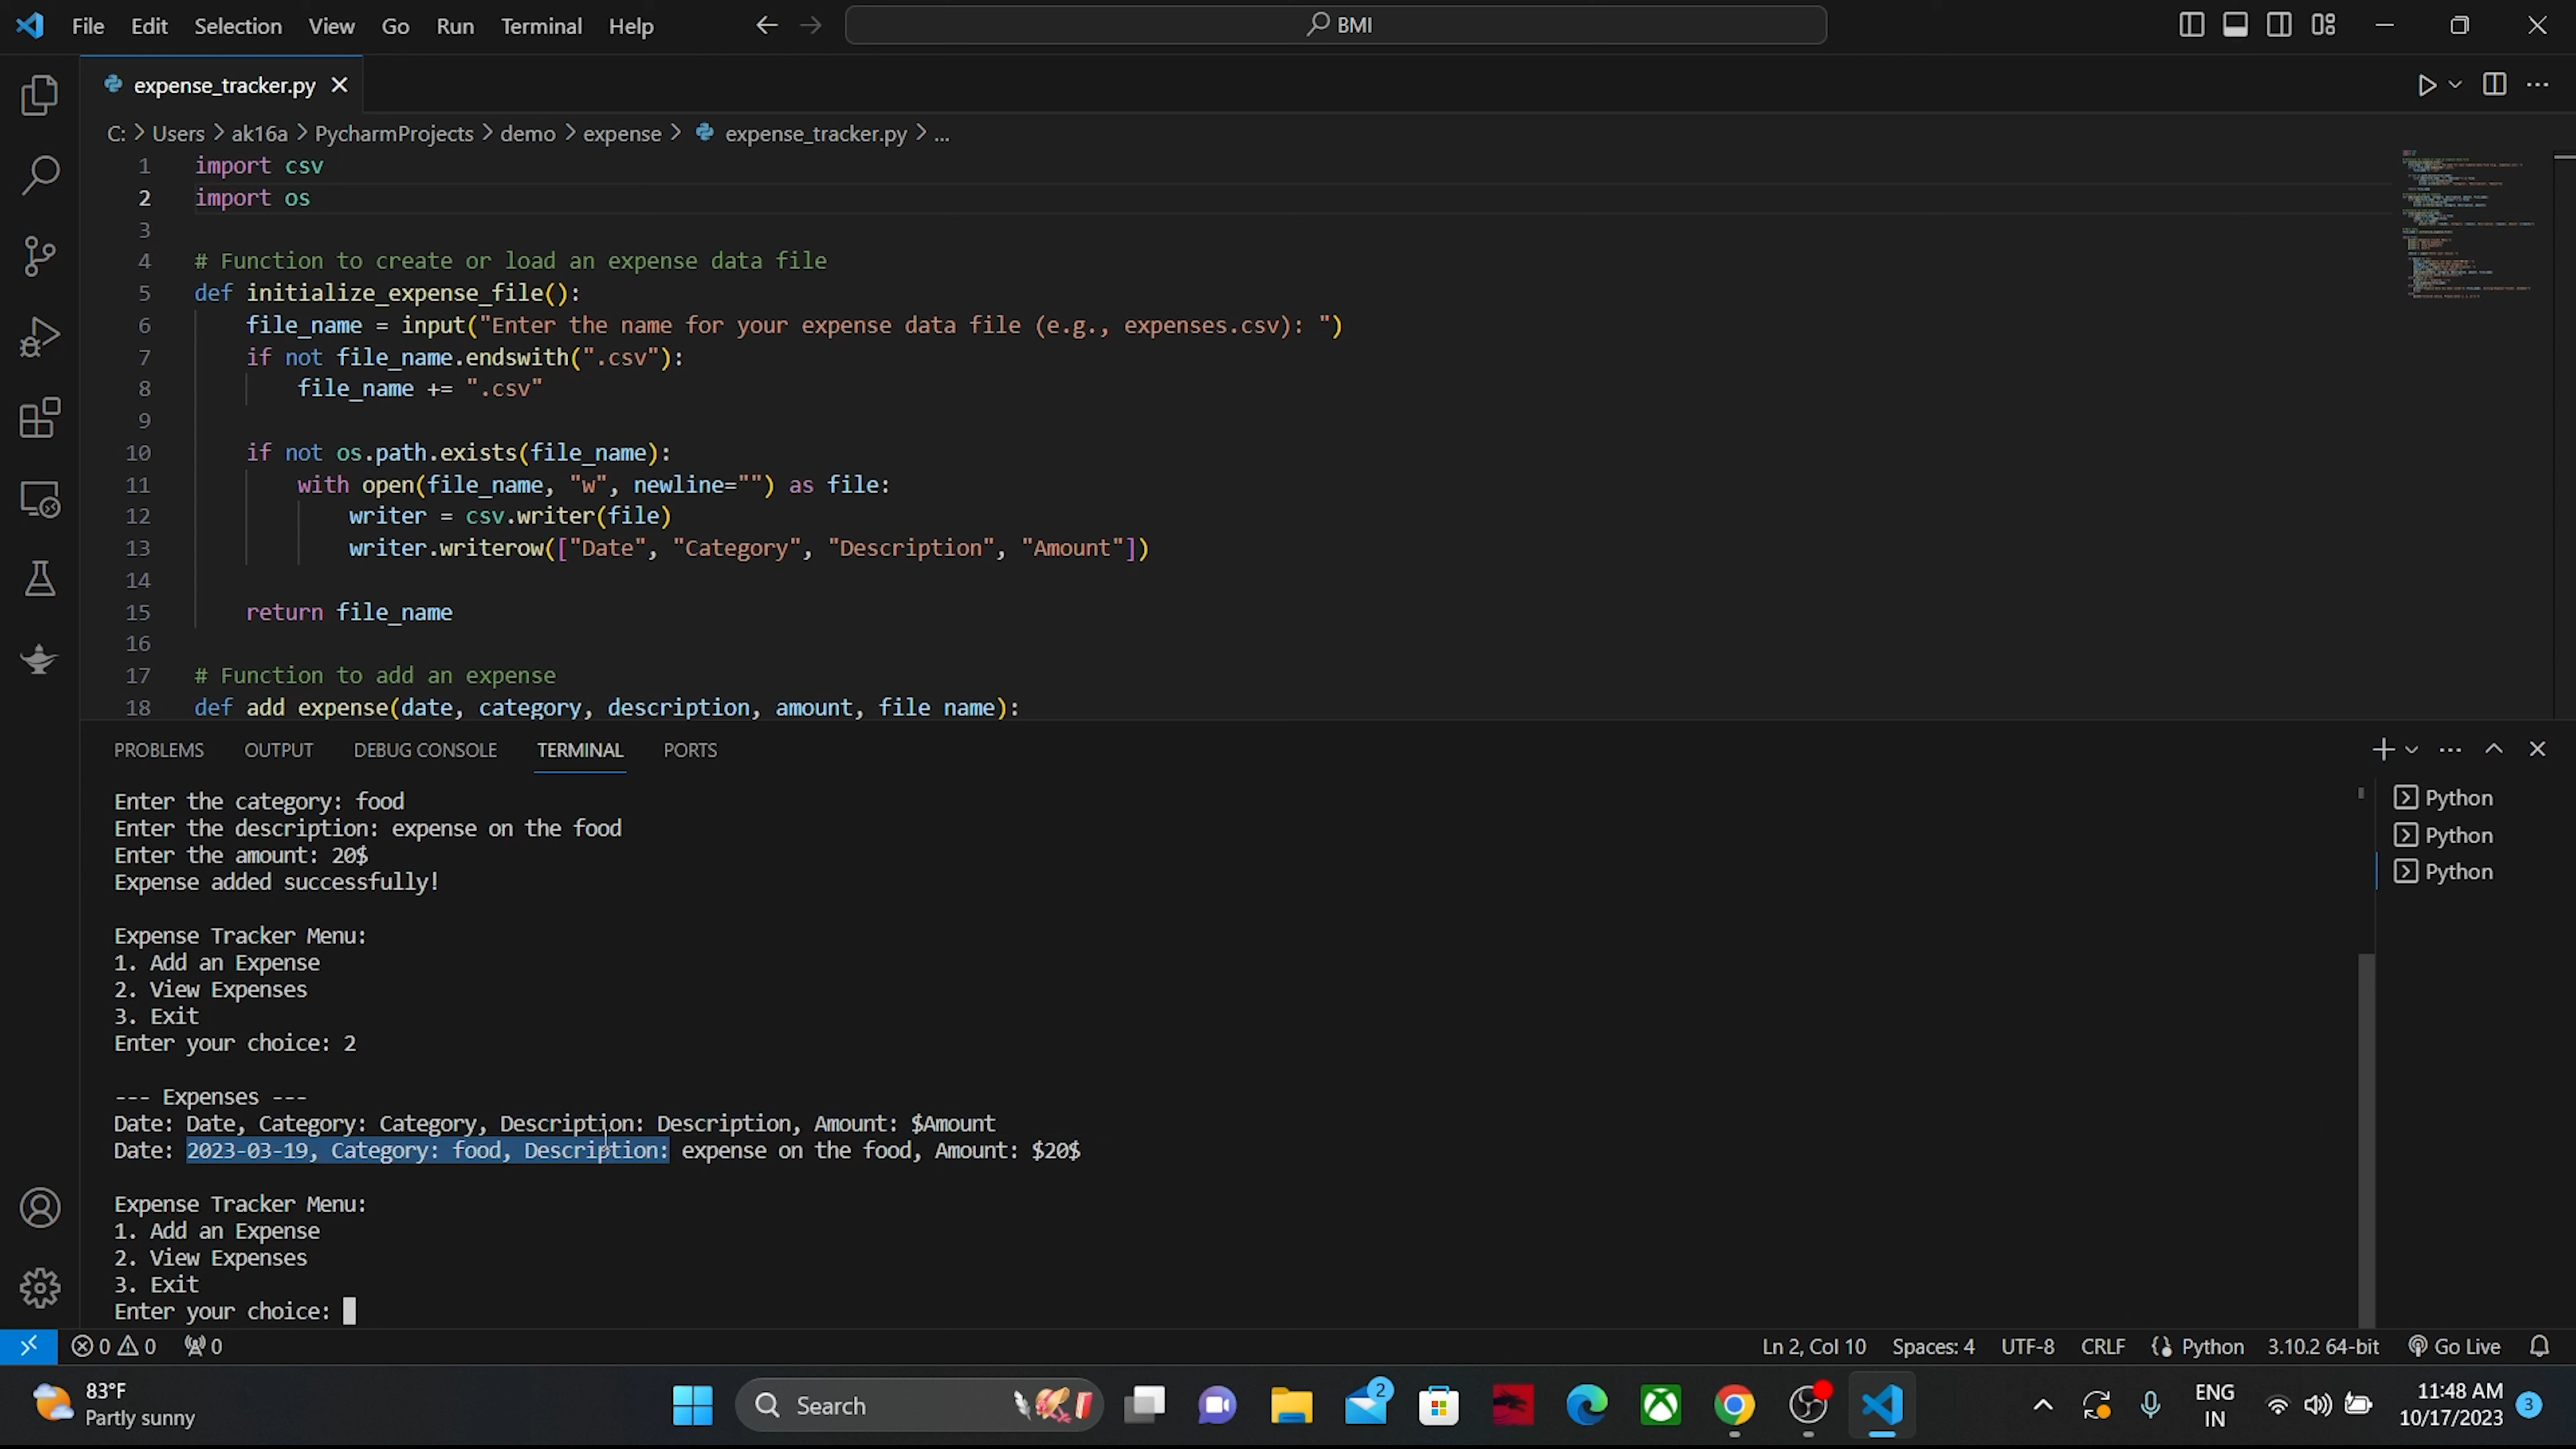 File Edit Selection View Go Run Terminal Help
BMI
expense_tracker.py
C: > Users > ak16a > PycharmProjects > demo > expense > expense_tracker.py > ...
1 import csv
2 import os
3
4 # Function to create or load an expense data file
5 def initialize_expense_file():
6 file_name = input("Enter the name for your expense data file (e.g., expenses.csv): ")
7 if not file_name.endswith(".csv"):
8 file_name += ".csv"
9
10 if not os.path.exists(file_name):
11 with open(file_name, "w", newline="") as file:
12 writer = csv.writer(file)
13 writer.writerow(["Date", "Category", "Description", "Amount"])
14
15 return file_name
16
17 # Function to add an expense
18 def add_expense(date, category, description, amount, file_name):
PROBLEMS OUTPUT DEBUG CONSOLE TERMINAL PORTS
Enter the category: food
Enter the description: expense on the food
Enter the amount: 20$
Expense added successfully!
Expense Tracker Menu:
1. Add an Expense
2. View Expenses
3. Exit
Enter your choice: 2
--- Expenses ---
Date: Date, Category: Category, Description: Description, Amount: $Amount
Date: 2023-03-19, Category: food, Description: expense on the food, Amount: $20$
Expense Tracker Menu:
1. Add an Expense
2. View Expenses
3. Exit
Enter your choice:
Python
Python
Python
0 0 0
Ln 2, Col 10 Spaces: 4 UTF-8 CRLF Python 3.10.2 64-bit Go Live
83°F
Partly sunny
Search
2
ENG
IN
11:48 AM
10/17/2023
3